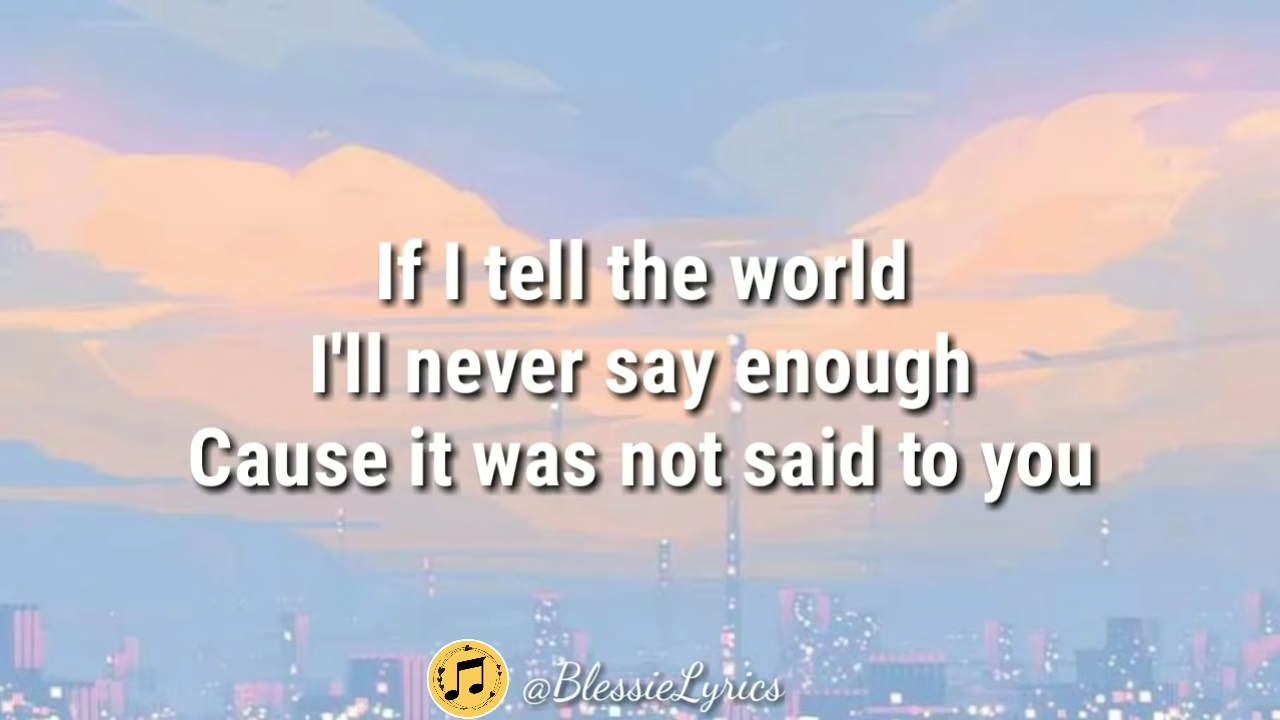 If I tell the world
I'll never say enough
Cause it was not said to you
@BlessieLyrics